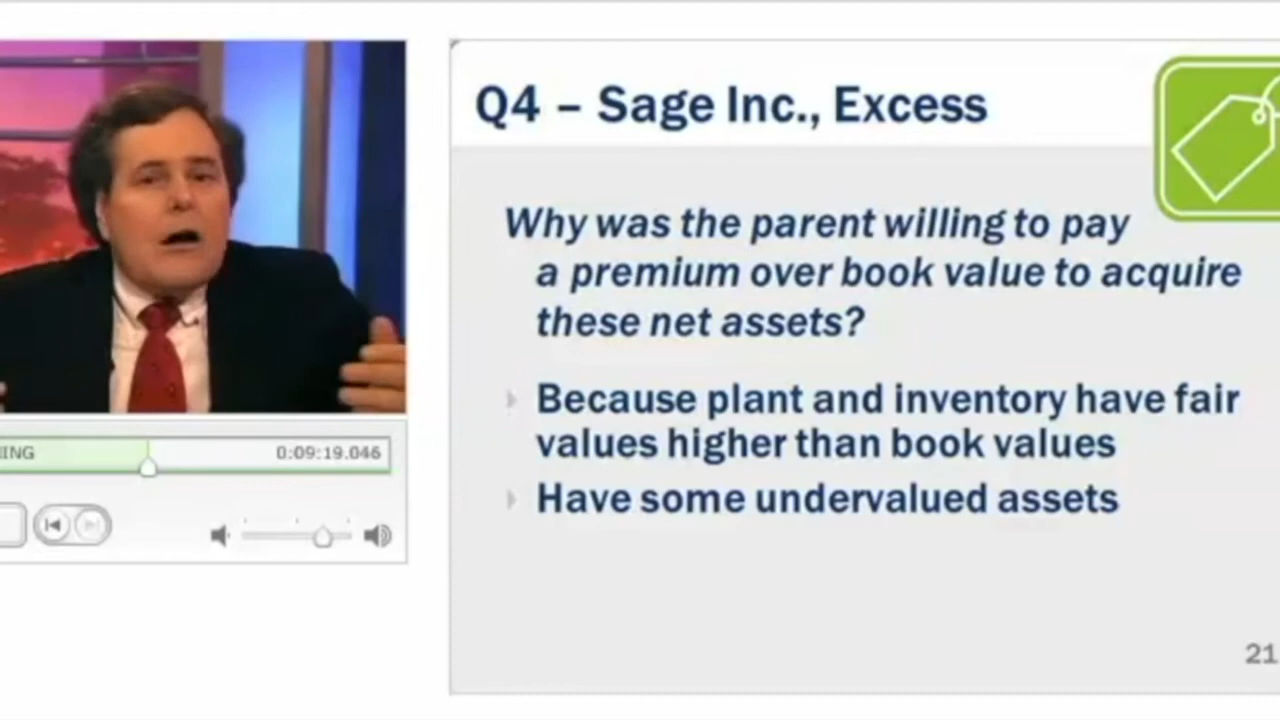 Q4 – Sage Inc., Excess
Why was the parent willing to pay
a premium over book value to acquire
these net assets?
Because plant and inventory have fair
values higher than book values
Have some undervalued assets
21
0:09:19.046